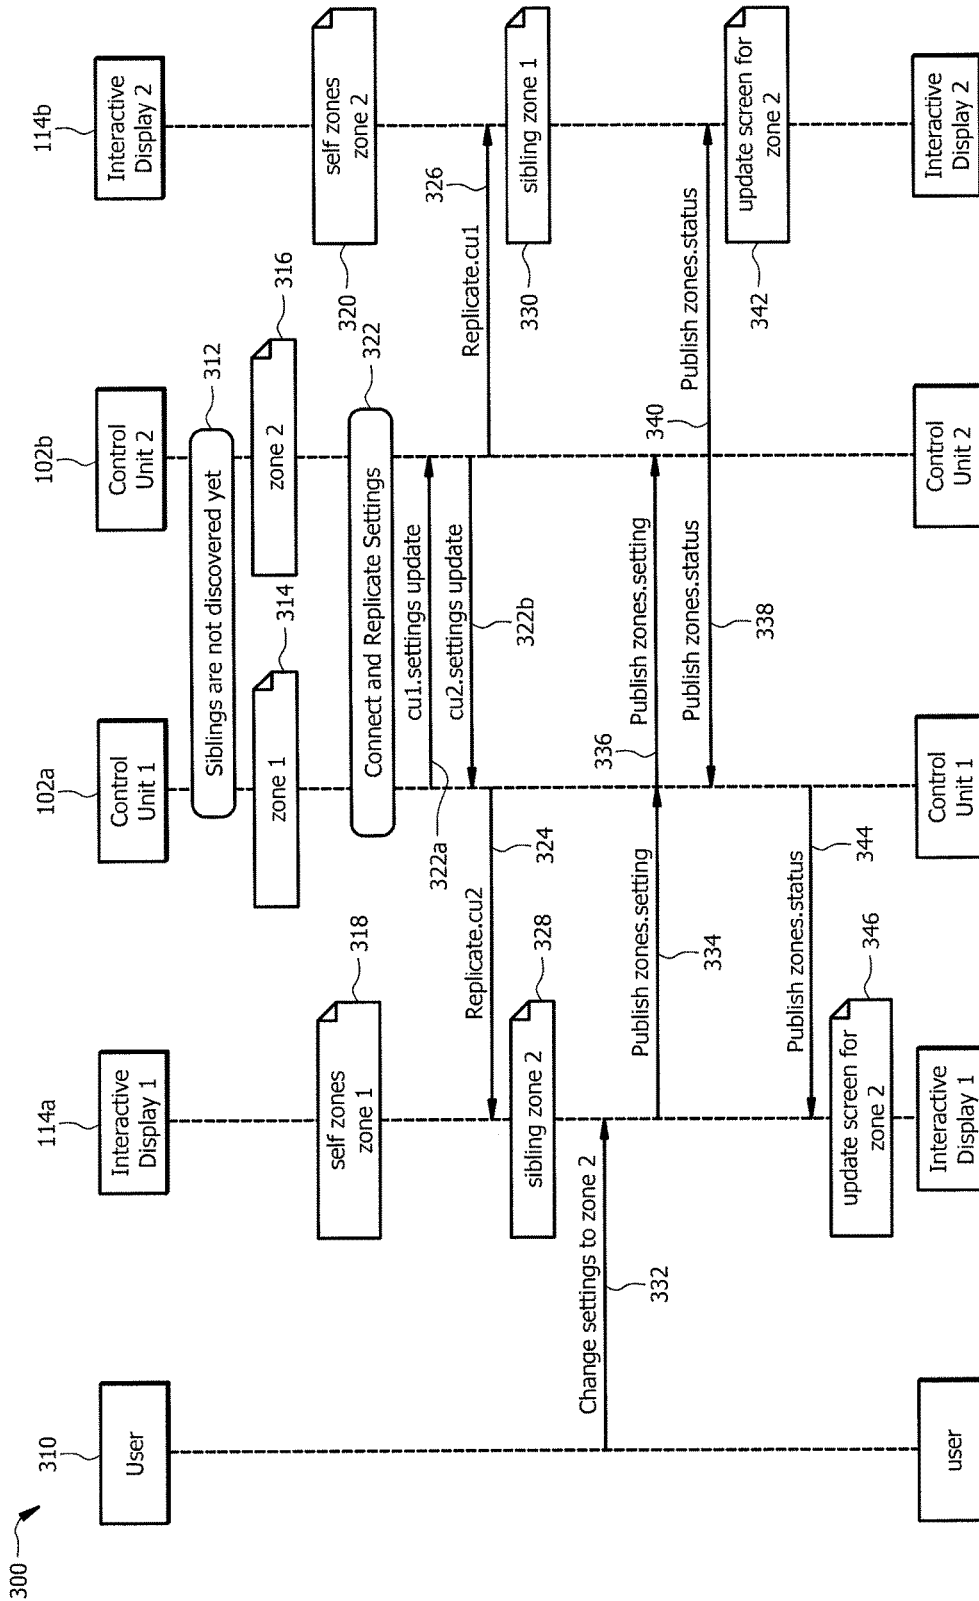 300
310
114a
102a
102b
114b
User
Interactive
Display 1
Control
Unit 1
Control
Unit 2
Interactive
Display 2
Siblings are not discovered yet
312
zone 1
314
zone 2
316
self zones
zone 1
318
self zones
zone 2
320
Connect and Replicate Settings
322
cu1.settings update
322a
cu2.settings update
322b
Replicate.cu2
324
Replicate.cu1
326
sibling zone 2
328
sibling zone 1
330
Change settings to zone 2
332
Publish zones.setting
334
336
Publish zones.setting
Publish zones.status
338
340
Publish zones.status
update screen for
zone 2
342
Publish zones.status
344
update screen for
zone 2
346
user
Interactive
Display 1
Control
Unit 1
Control
Unit 2
Interactive
Display 2